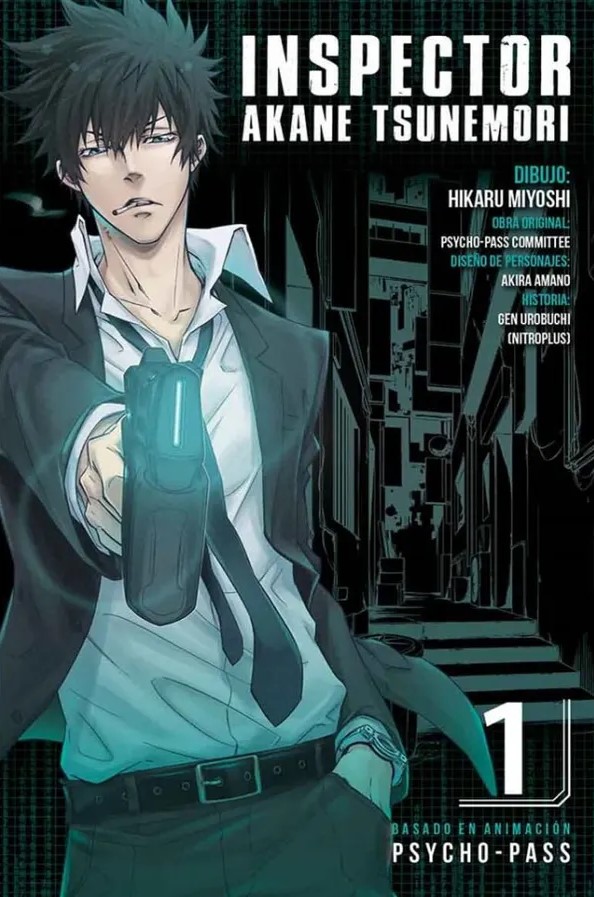 INSPECTOR
AKANE TSUNEMORI
DIBUJO:
HIKARU MIYOSHI
OBRA ORIGINAL:
PSYCHO-PASS COMMITTEE
DISEÑO DE PERSONAJES:
AKIRA AMANO
HISTORIA:
GEN UROBUCHI
(NITROPLUS)
1
BASADO EN ANIMACIÓN
PSYCHO-PASS